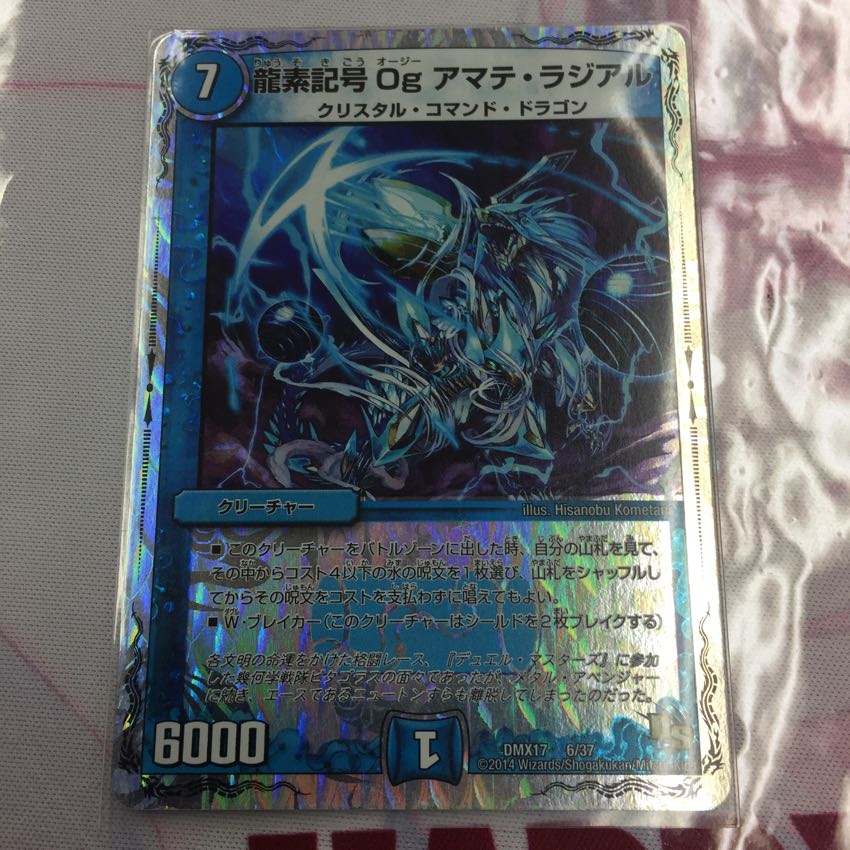 7
龍素記号 Og アマテ・ラジアル
りゅう そ き ごう オージー
クリスタル・コマンド・ドラゴン
クリーチャー
illus. Hisanobu Kometani
■ このクリーチャーをバトルゾーンに出した時、自分の山札を見て、
その中からコスト4以下の水の呪文を1枚選び、山札をシャッフルし
てからその呪文をコストを支払わずに唱えてもよい。
■ W・ブレイカー(このクリーチャーはシールドを2枚ブレイクする)
各文明の命運をかけた格闘レース、『デュエル・マスターズ』に参加
した幾何学戦隊ピタゴラスの面々であったが、メタル・アベンジャー
に続き、エースであるニュートンすらも離脱してしまったのだった。
6000
1
DMX17 6/37
©2014 Wizards/Shogakukan/Mitsui-Kids